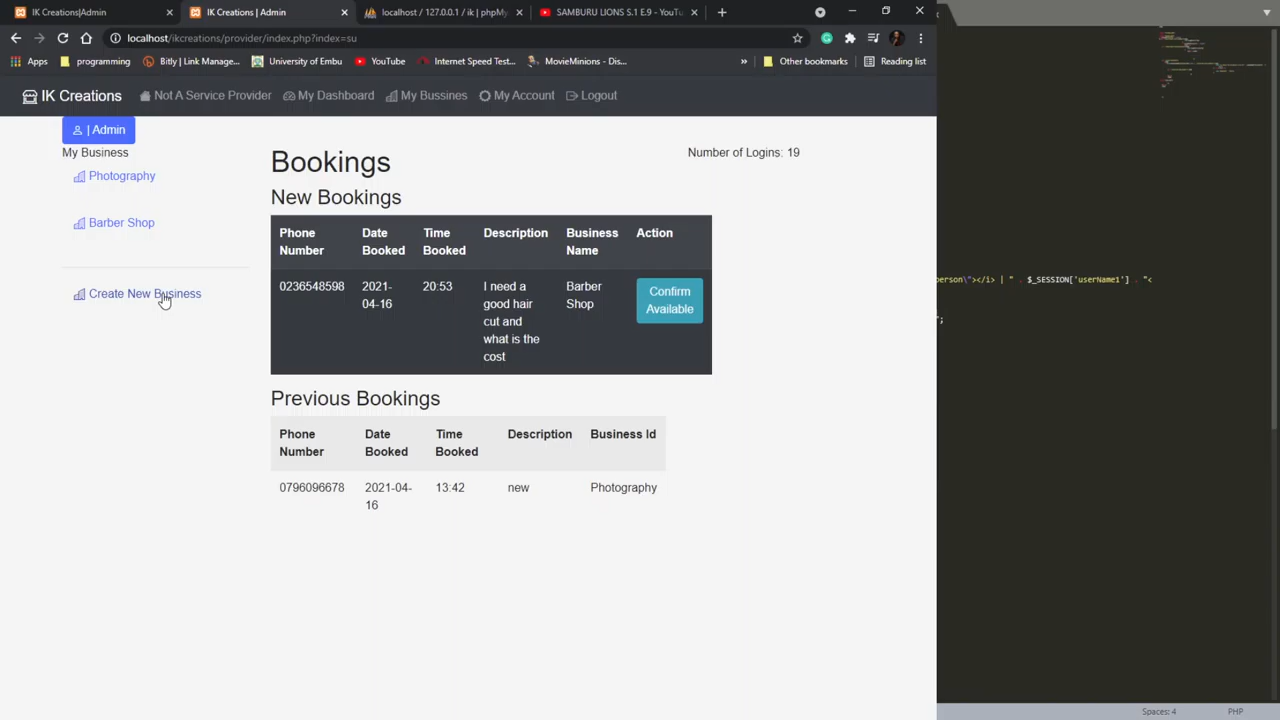 IK Creations|Admin
IK Creations | Admin
localhost / 127.0.0.1 / ik | phpMy
SAMBURU LIONS S.1 E.9 - YouTu
localhost/ikcreations/provider/index.php?index=su
Apps
programming
Bitly | Link Manage...
University of Embu
YouTube
Internet Speed Test...
MovieMinions - Dis...
»
Other bookmarks
Reading list
IK Creations
Not A Service Provider
My Dashboard
My Bussines
My Account
Logout
| Admin
My Business
Photography
Barber Shop
Create New Business
Bookings
Number of Logins: 19
New Bookings
Phone Number
Date Booked
Time Booked
Description
Business Name
Action
0236548598
2021-04-16
20:53
I need a good hair cut and what is the cost
Barber Shop
Confirm Available
Previous Bookings
Phone Number
Date Booked
Time Booked
Description
Business Id
0796096678
2021-04-16
13:42
new
Photography
person\"></i> | " . $_SESSION['userName1'] . "<
";
Spaces: 4
PHP